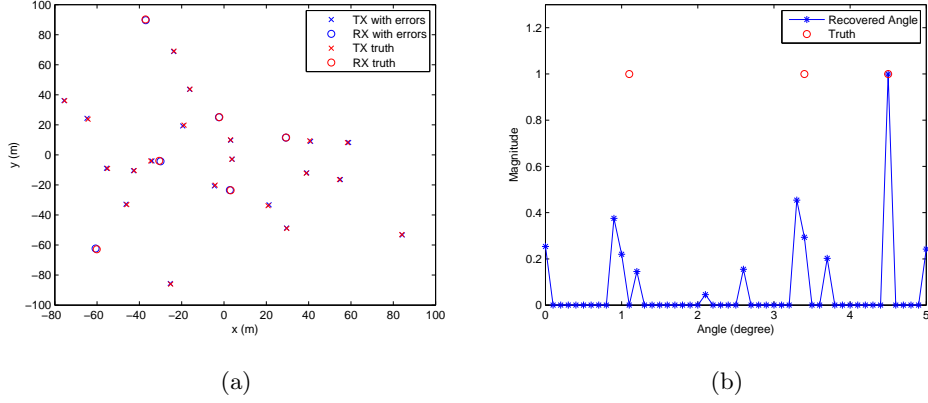 100
80
60
40
20
0
−20
−40
−60
−80
−100
y (m)
−80 −60 −40 −20 0 20 40 60 80 100
x (m)
TX with errors
RX with errors
TX truth
RX truth
(a)
1.2
1
0.8
0.6
0.4
0.2
0
Magnitude
0 1 2 3 4 5
Angle (degree)
Recovered Angle
Truth
(b)